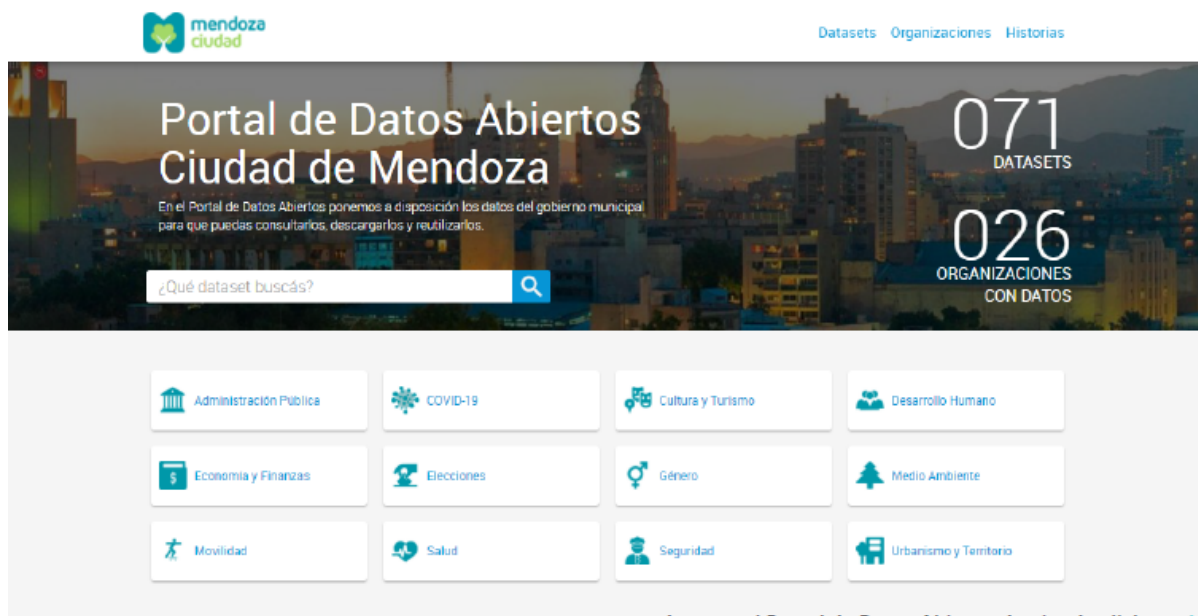 mendoza
ciudad
Datasets Organizaciones Historias
Portal de Datos Abiertos
Ciudad de Mendoza
En el Portal de Datos Abiertos ponemos a disposición los datos del gobierno municipal
para que puedas consultarlos, descargarlos y reutilizarlos.
¿Qué dataset buscás?
071
DATASETS
026
ORGANIZACIONES
CON DATOS
Administración Pública
COVID-19
Cultura y Turismo
Desarrollo Humano
Economía y Finanzas
Elecciones
Género
Medio Ambiente
Movilidad
Salud
Seguridad
Urbanismo y Territorio